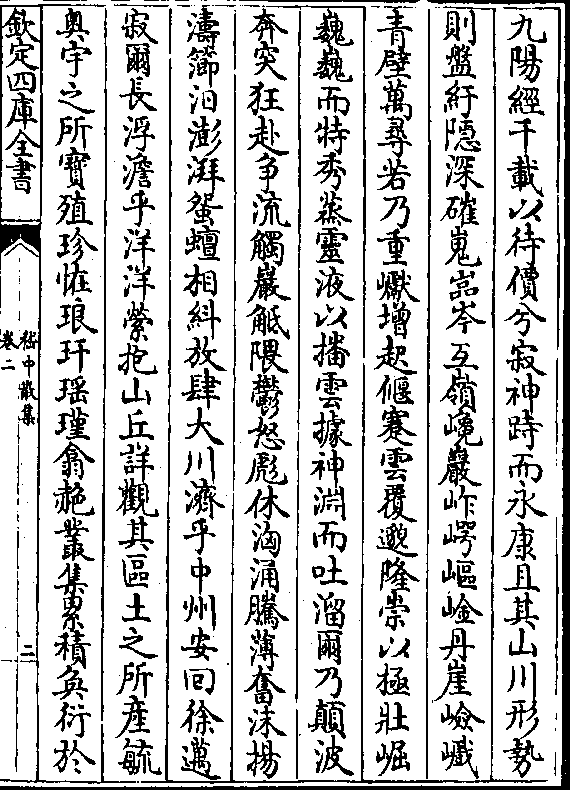 九陽經千載以待價兮寂神跱而永康且其山川形勢
則盤紆隱深磪嵬岑嵓互嶺巉巖岞㟧嶇崯丹崖嶮巇
青壁萬尋若乃重巘增起偃蹇雲覆邈隆崇以極壯崛
巍巍而特秀蒸靈液以播雲據神淵而吐溜爾乃顛波
奔突狂赴爭流觸巖觝隈鬱怒彪休洶涌騰薄奮沫揚
濤㶍汩澎湃䖤蟺相糾放肆大川濟乎中州安回徐邁
寂爾長浮澹乎洋洋縈抱山丘詳觀其區土之所產毓
奧宇之所寶殖珍怪琅玕瑤瑾翕赩叢集累積奐衍於
欽定四庫全書
嵇中散集
卷二
二